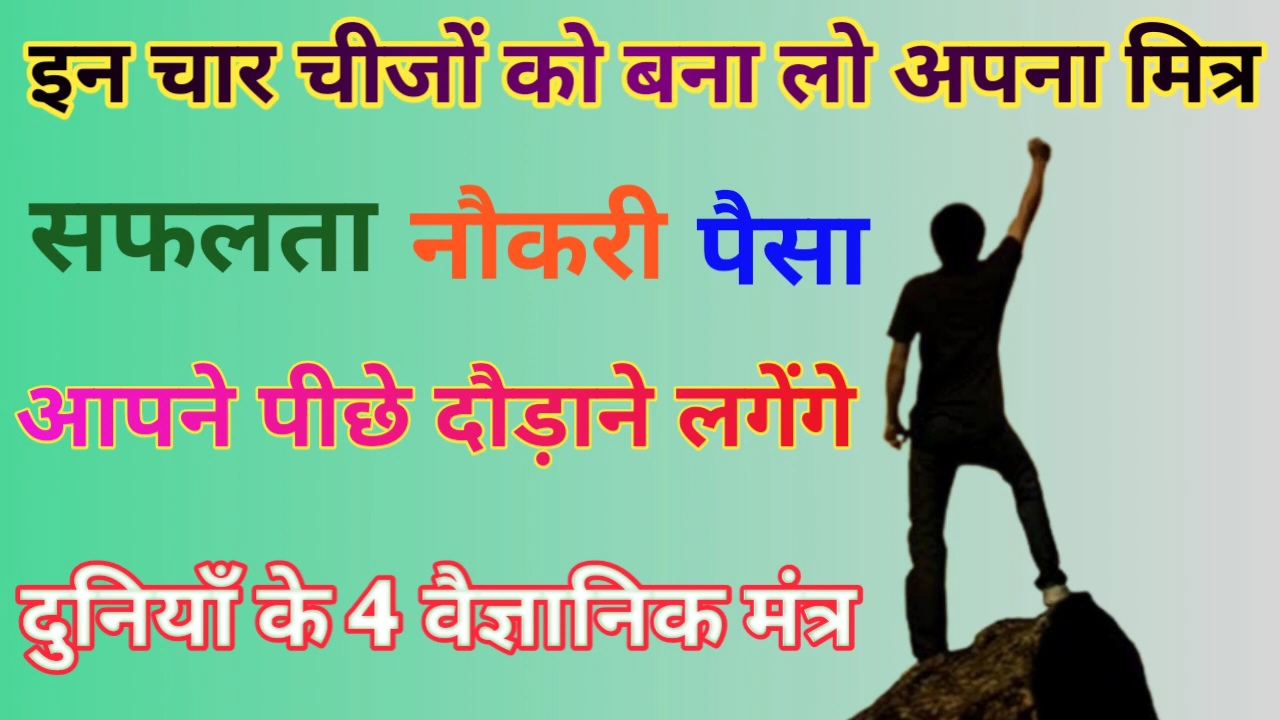 इन चार चीजों को बना लो अपना मित्र
सफलता नौकरी पैसा
आपने पीछे दौड़ाने लगेंगे
दुनियाँ के 4 वैज्ञानिक मंत्र